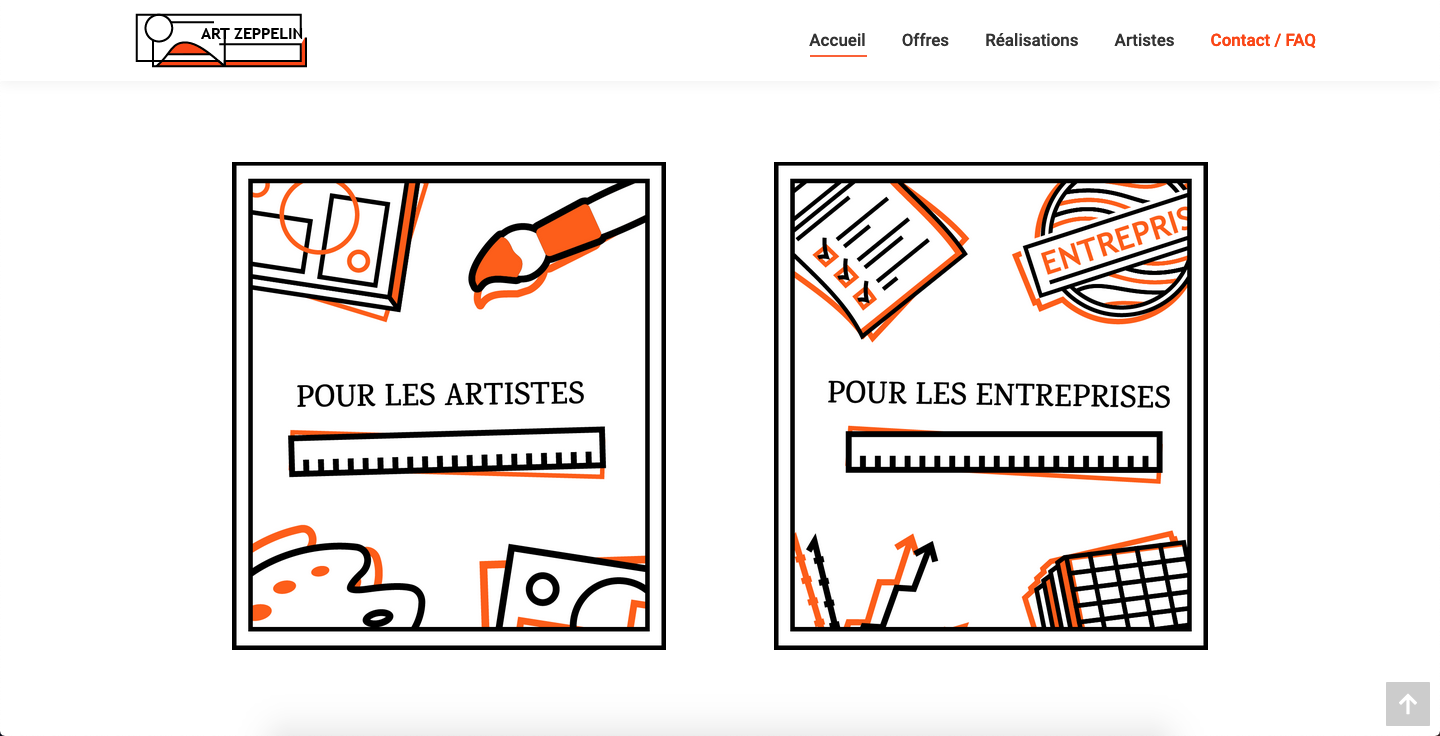 ART ZEPPELIN
Accueil
Offres
Réalisations
Artistes
Contact / FAQ
ENTREPRIS
POUR LES ARTISTES
POUR LES ENTREPRISES